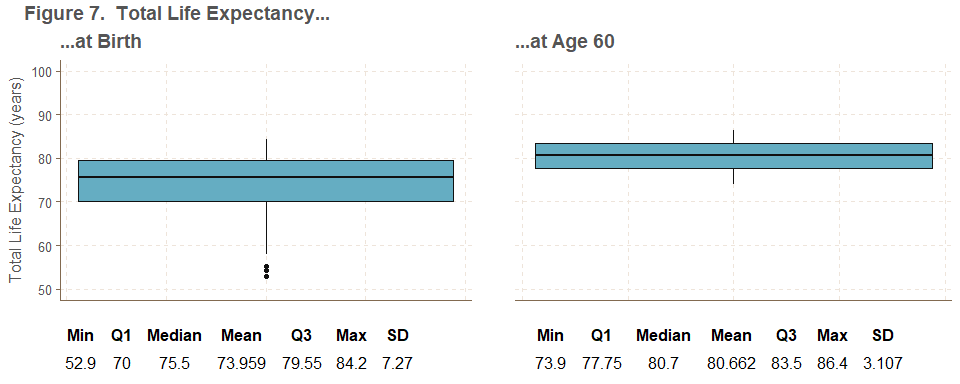 Figure 7.  Total Life Expectancy...
...at Birth
...at Age 60
Total Life Expectancy (years)
100
90
80
70
60
50
Min Q1 Median Mean Q3 Max SD
52.9 70 75.5 73.959 79.55 84.2 7.27
Min Q1 Median Mean Q3 Max SD
73.9 77.75 80.7 80.662 83.5 86.4 3.107